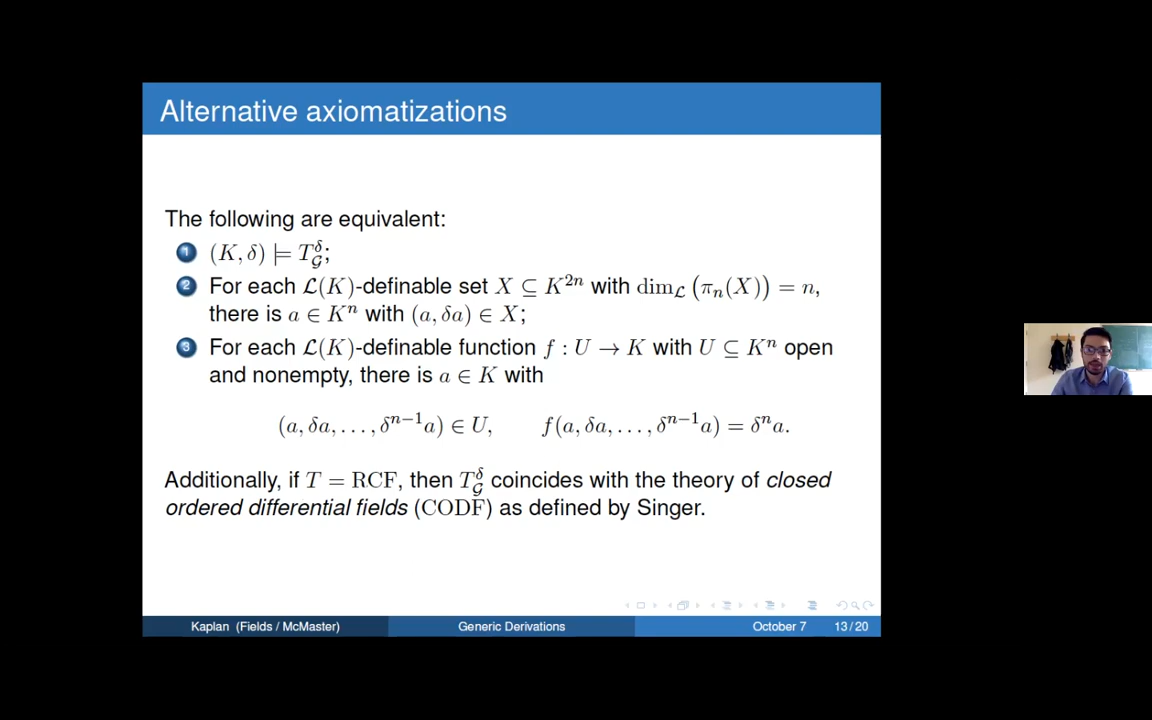 Alternative axiomatizations
The following are equivalent:
1 (K, δ) ⊨ T^δ_𝒢;
2 For each ℒ(K)-definable set X ⊆ K^{2n} with dim_ℒ (π_n(X)) = n,
there is a ∈ K^n with (a, δa) ∈ X;
3 For each ℒ(K)-definable function f : U → K with U ⊆ K^n open
and nonempty, there is a ∈ K with
(a, δa, …, δ^{n−1}a) ∈ U, f(a, δa, …, δ^{n−1}a) = δ^n a.
Additionally, if T = RCF, then T^δ_𝒢 coincides with the theory of closed
ordered differential fields (CODF) as defined by Singer.
Kaplan (Fields / McMaster) Generic Derivations October 7 13 / 20